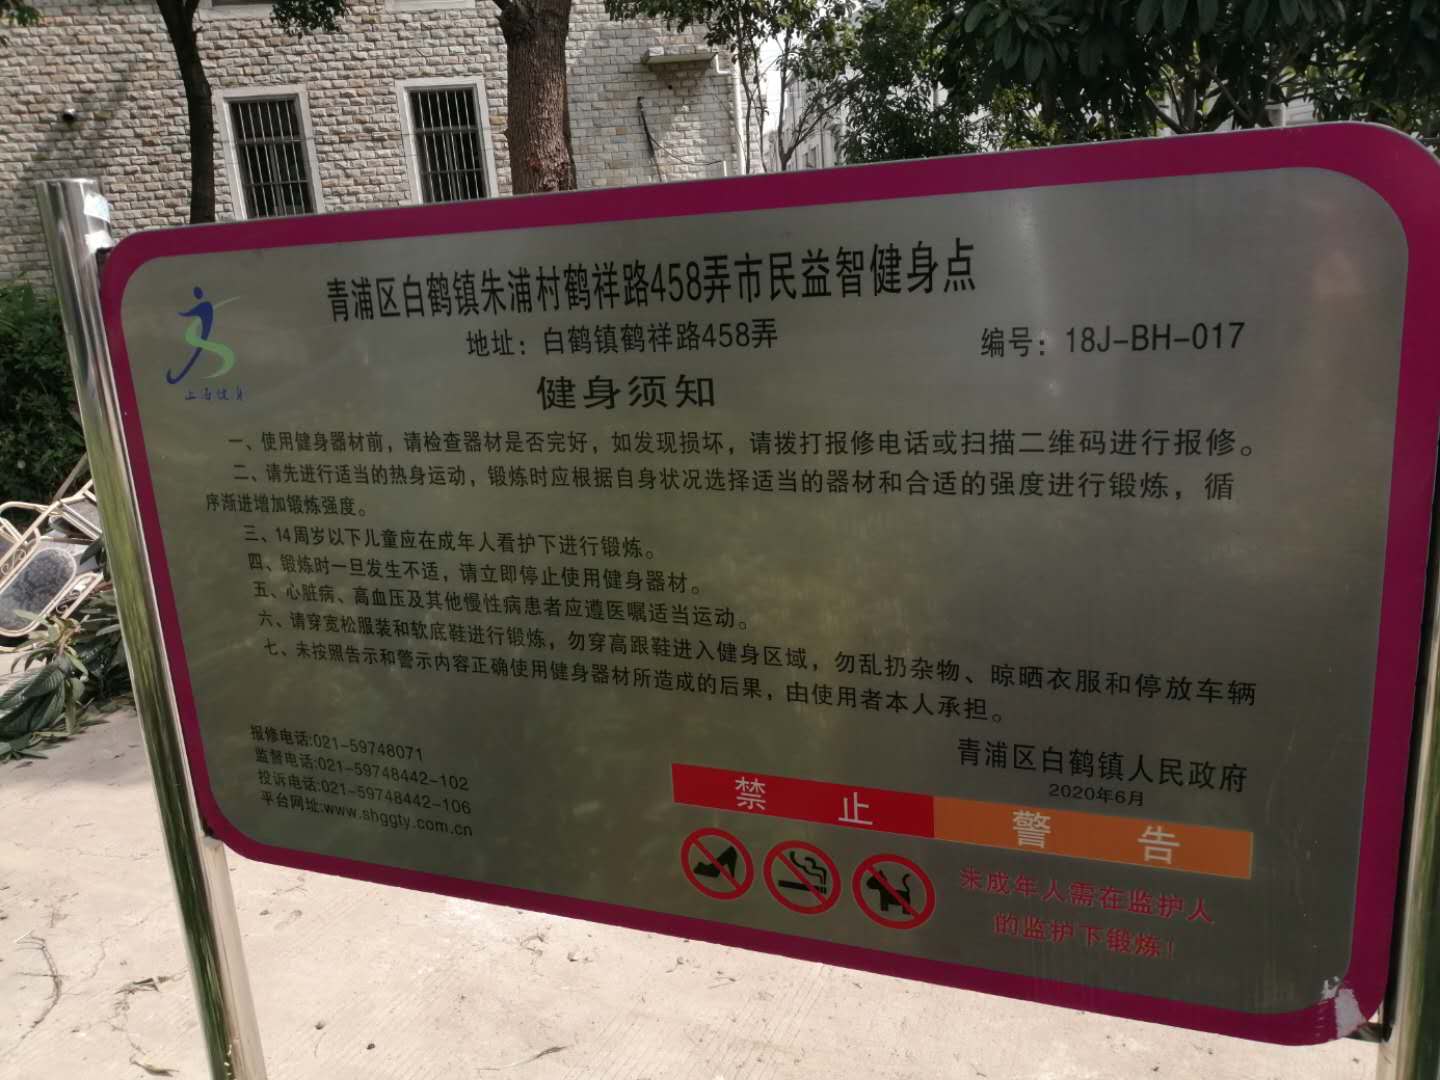 青浦区白鹤镇朱浦村鹤祥路458弄市民益智健身点
地址：白鹤镇鹤祥路458弄
编号：18J-BH-017
上海健身
健身须知
一、使用健身器材前，请检查器材是否完好，如发现损坏，请拨打报修电话或扫描二维码进行报修。
二、请先进行适当的热身运动，锻炼时应根据自身状况选择适当的器材和合适的强度进行锻炼，循
序渐进增加锻炼强度。
三、14周岁以下儿童应在成年人看护下进行锻炼。
四、锻炼时一旦发生不适，请立即停止使用健身器材。
五、心脏病、高血压及其他慢性病患者应遵医嘱适当运动。
六、请穿宽松服装和软底鞋进行锻炼，勿穿高跟鞋进入健身区域，勿乱扔杂物、晾晒衣服和停放车辆
七、未按照告示和警示内容正确使用健身器材所造成的后果，由使用者本人承担。
报修电话:021-59748071
监督电话:021-59748442-102
投诉电话:021-59748442-106
平台网址:www.shggty.com.cn
青浦区白鹤镇人民政府
2020年6月
禁止
警告
未成年人需在监护人
的监护下锻炼！